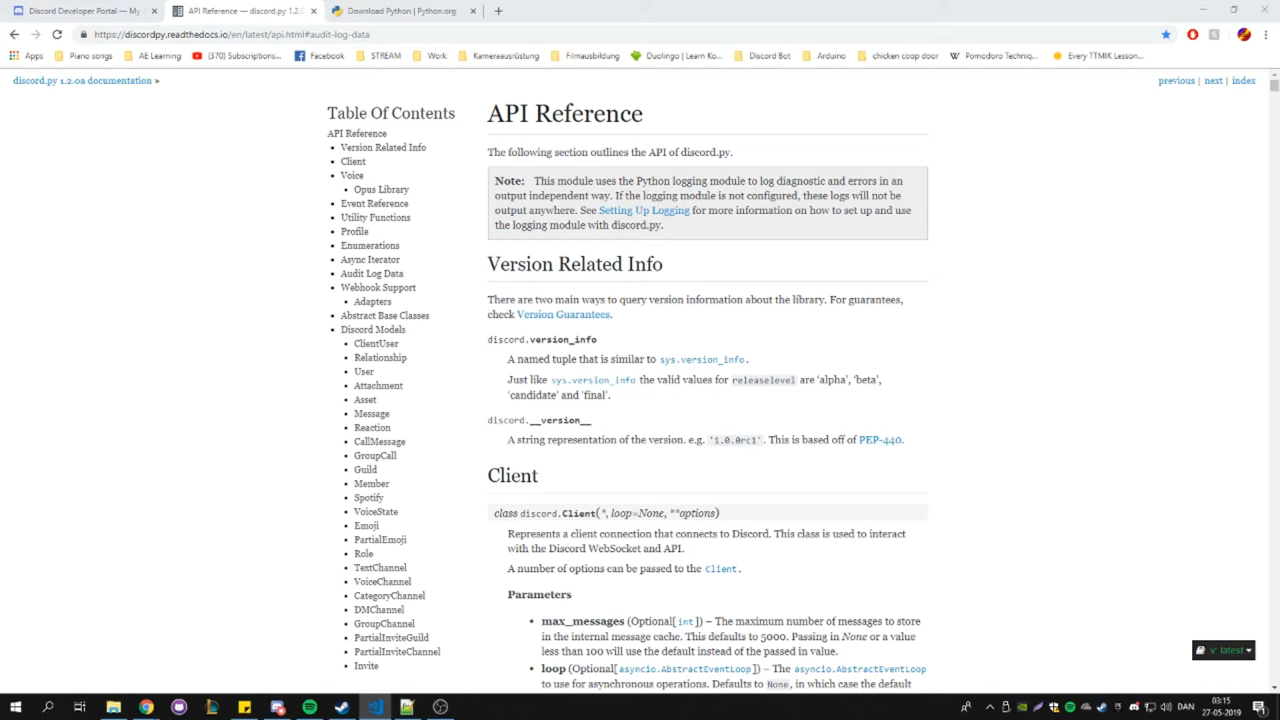 Discord Developer Portal — My A
API Reference — discord.py 1.2.0
Download Python | Python.org
https://discordpy.readthedocs.io/en/latest/api.html#audit-log-data
Apps
Piano songs
AE Learning
(370) Subscriptions...
Facebook
STREAM
Work
Kameraausrüstung
Filmausbildung
Duolingo | Learn Ko...
Discord Bot
Arduino
chicken coop door
Pomodoro Techniq...
Every TTMIK Lesson...
discord.py 1.2.0a documentation »
previous | next | index
Table Of Contents
API Reference
Version Related Info
Client
Voice
Opus Library
Event Reference
Utility Functions
Profile
Enumerations
Async Iterator
Audit Log Data
Webhook Support
Adapters
Abstract Base Classes
Discord Models
ClientUser
Relationship
User
Attachment
Asset
Message
Reaction
CallMessage
GroupCall
Guild
Member
Spotify
VoiceState
Emoji
PartialEmoji
Role
TextChannel
VoiceChannel
CategoryChannel
DMChannel
GroupChannel
PartialInviteGuild
PartialInviteChannel
Invite
API Reference
The following section outlines the API of discord.py.
Note: This module uses the Python logging module to log diagnostic and errors in an
output independent way. If the logging module is not configured, these logs will not be
output anywhere. See Setting Up Logging for more information on how to set up and use
the logging module with discord.py.
Version Related Info
There are two main ways to query version information about the library. For guarantees,
check Version Guarantees.
discord.version_info
A named tuple that is similar to sys.version_info.
Just like sys.version_info the valid values for releaselevel are ‘alpha’, ‘beta’,
‘candidate’ and ‘final’.
discord.__version__
A string representation of the version. e.g. '1.0.0rc1'. This is based off of PEP-440.
Client
class discord.Client(*, loop=None, **options)
Represents a client connection that connects to Discord. This class is used to interact
with the Discord WebSocket and API.
A number of options can be passed to the Client.
Parameters
max_messages (Optional[int]) – The maximum number of messages to store
in the internal message cache. This defaults to 5000. Passing in None or a value
less than 100 will use the default instead of the passed in value.
loop (Optional[asyncio.AbstractEventLoop]) – The asyncio.AbstractEventLoop
to use for asynchronous operations. Defaults to None, in which case the default
v: latest
DAN
03:15
27-05-2019